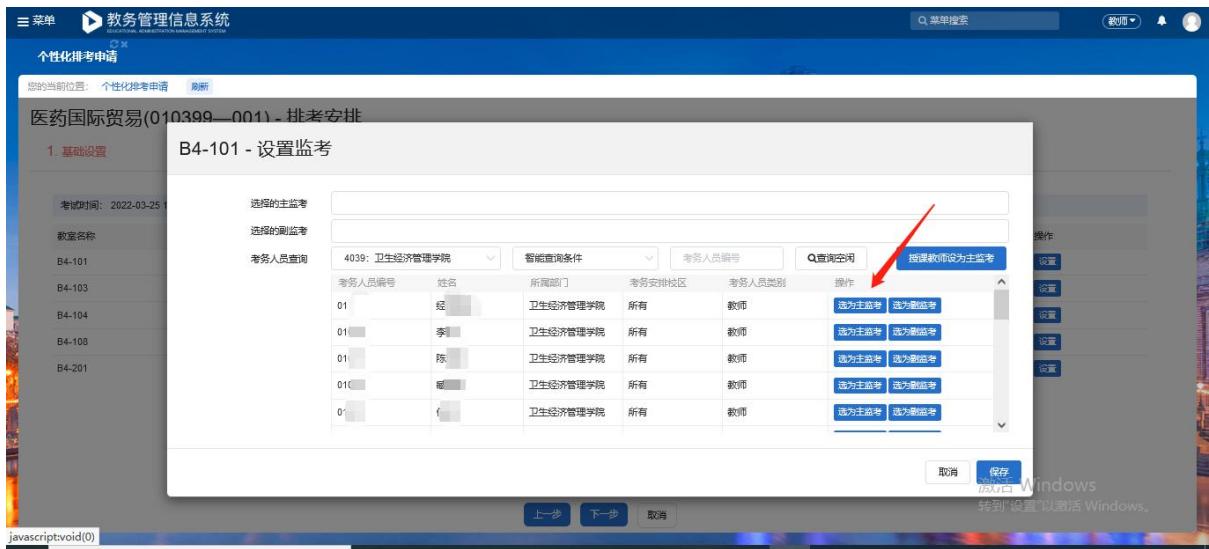 菜单 教务管理信息系统 菜单搜索 教师
EDUCATIONAL ADMINISTRATION MANAGEMENT SYSTEM
个性化排考申请
您的当前位置： 个性化排考申请 刷新
医药国际贸易(010399—001) - 排考安排
1. 基础设置
B4-101 - 设置监考
考试时间： 2022-03-25 1
选择的主监考
教室名称 选择的副监考 操作
B4-101 考务人员查询 4039: 卫生经济管理学院 智能查询条件 考务人员编号 查询空闲 授课教师设为主监考 设置
考务人员编号 姓名 所属部门 考务安排校区 考务人员类别 操作
B4-103 设置
01 经 卫生经济管理学院 所有 教师 选为主监考 选为副监考
B4-104 设置
01 李 卫生经济管理学院 所有 教师 选为主监考 选为副监考
B4-108 设置
01 陈 卫生经济管理学院 所有 教师 选为主监考 选为副监考
B4-201 设置
010 卫生经济管理学院 所有 教师 选为主监考 选为副监考
0 卫生经济管理学院 所有 教师 选为主监考 选为副监考
取消 保存
激活 Windows
转到"设置"以激活 Windows。
上一步 下一步 取消
javascript:void(0)